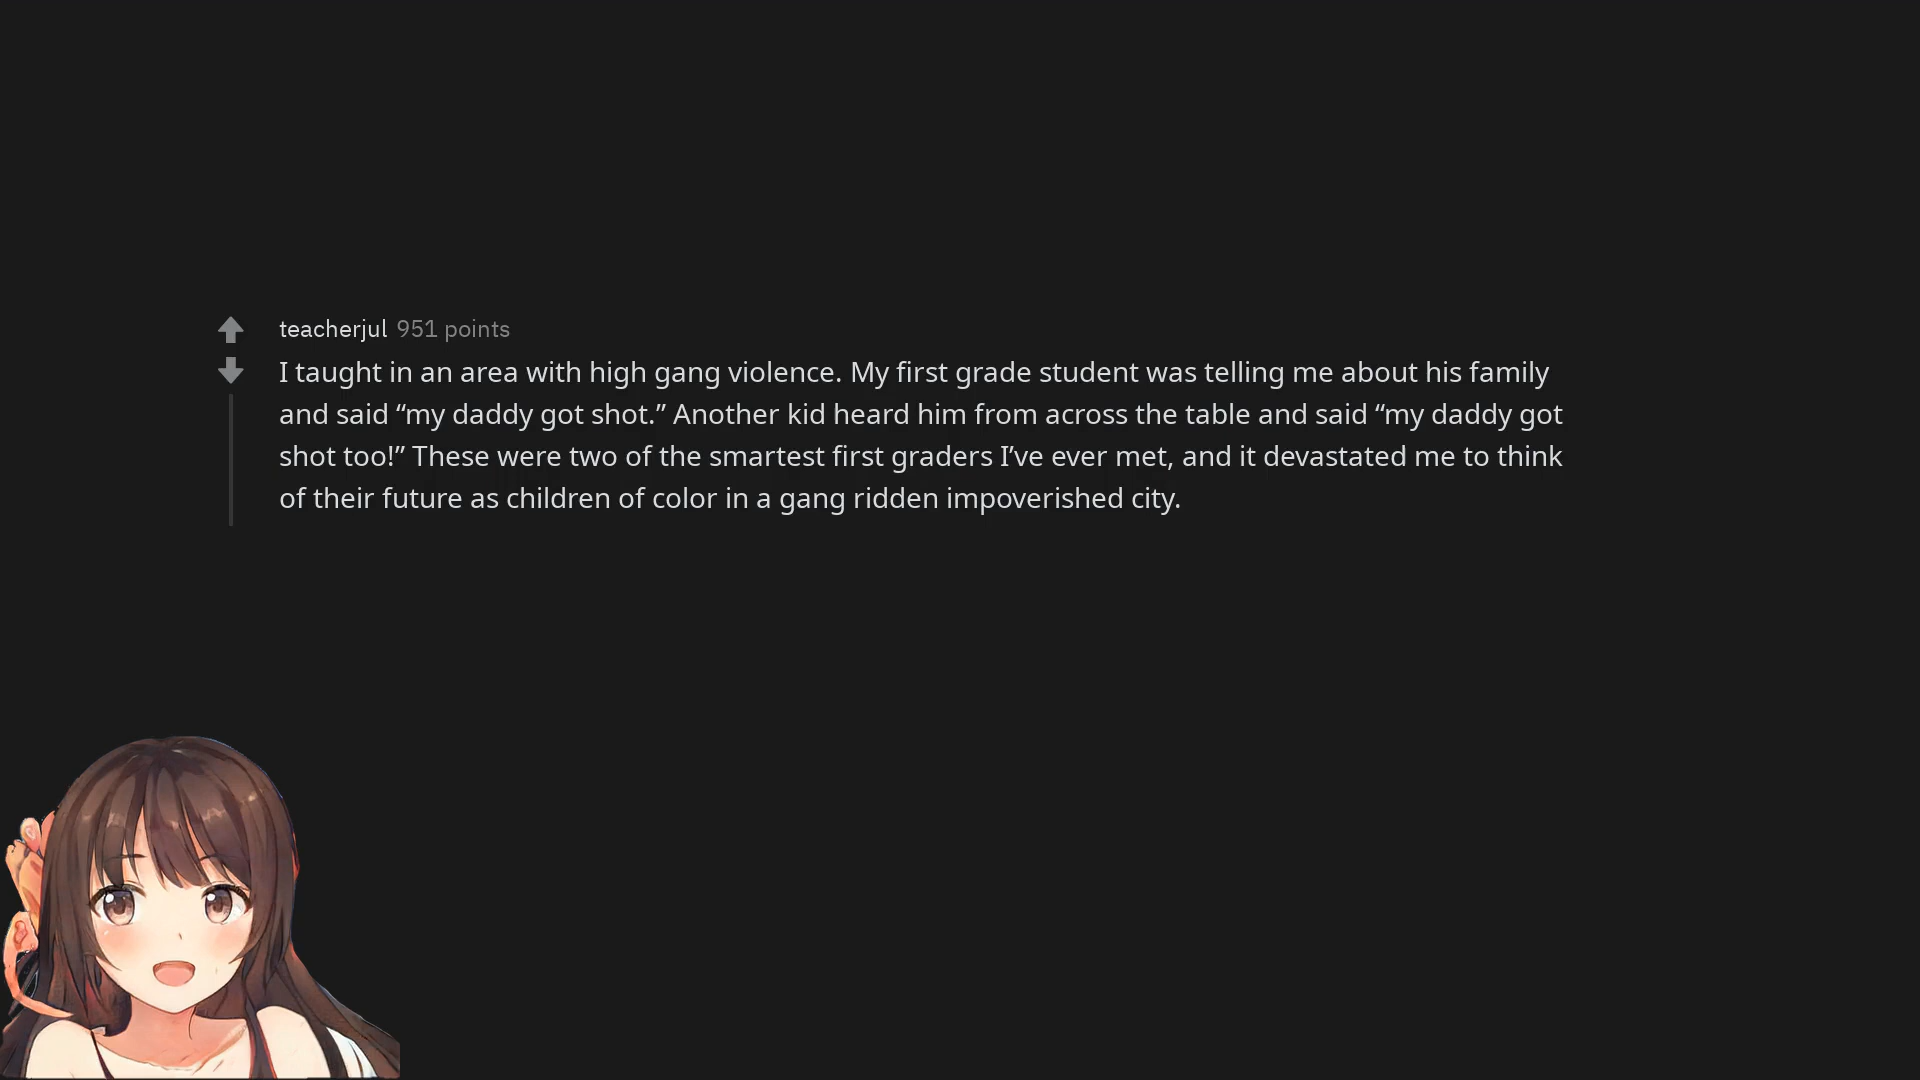 teacherjul 951 points
I taught in an area with high gang violence. My first grade student was telling me about his family
and said “my daddy got shot.” Another kid heard him from across the table and said “my daddy got
shot too!” These were two of the smartest first graders I’ve ever met, and it devastated me to think
of their future as children of color in a gang ridden impoverished city.